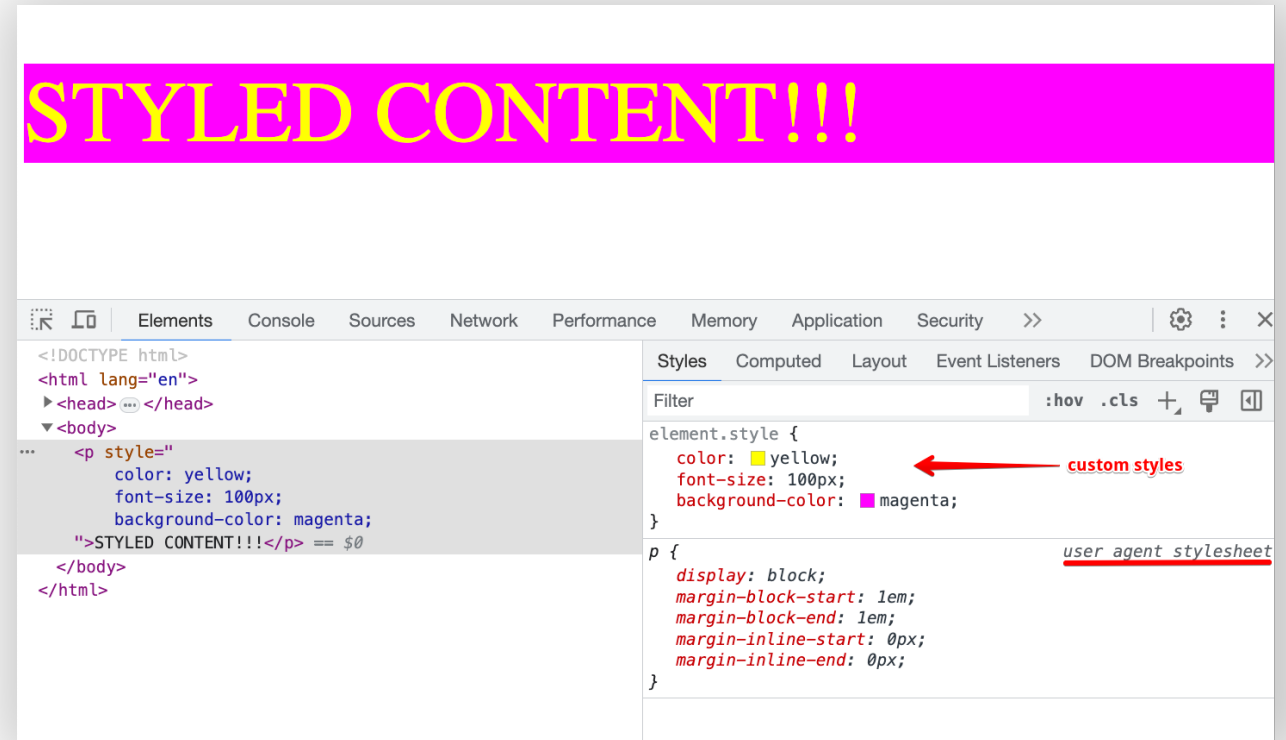 STYLED CONTENT!!!
Elements Console Sources Network Performance Memory Application Security
<!DOCTYPE html>
<html lang="en">
<head> ••• </head>
<body>
••• <p style="
color: yellow;
font-size: 100px;
background-color: magenta;
">STYLED CONTENT!!!</p> == $0
</body>
</html>
Styles Computed Layout Event Listeners DOM Breakpoints
Filter :hov .cls
element.style {
color: yellow; custom styles
font-size: 100px;
background-color: magenta;
}
p { user agent stylesheet
display: block;
margin-block-start: 1em;
margin-block-end: 1em;
margin-inline-start: 0px;
margin-inline-end: 0px;
}